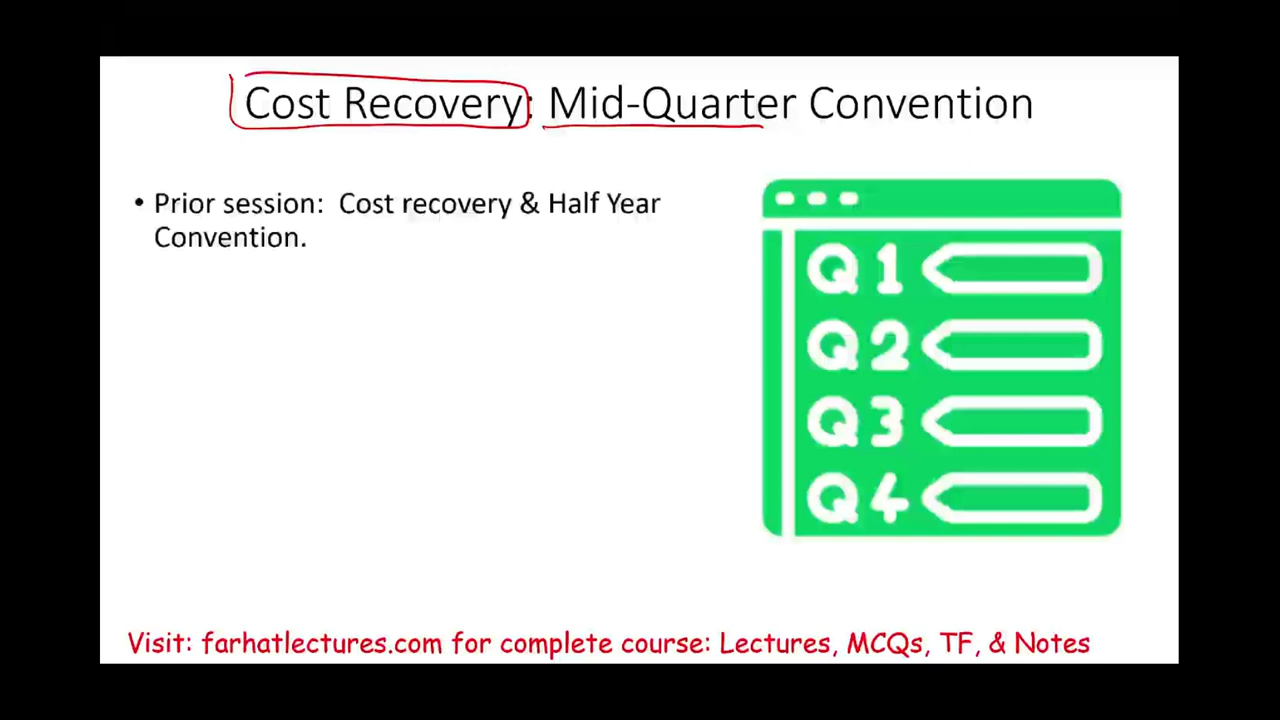 Cost Recovery: Mid-Quarter Convention
• Prior session: Cost recovery & Half Year
Convention.
Q1
Q2
Q3
Q4
Visit: farhatlectures.com for complete course: Lectures, MCQs, TF, & Notes